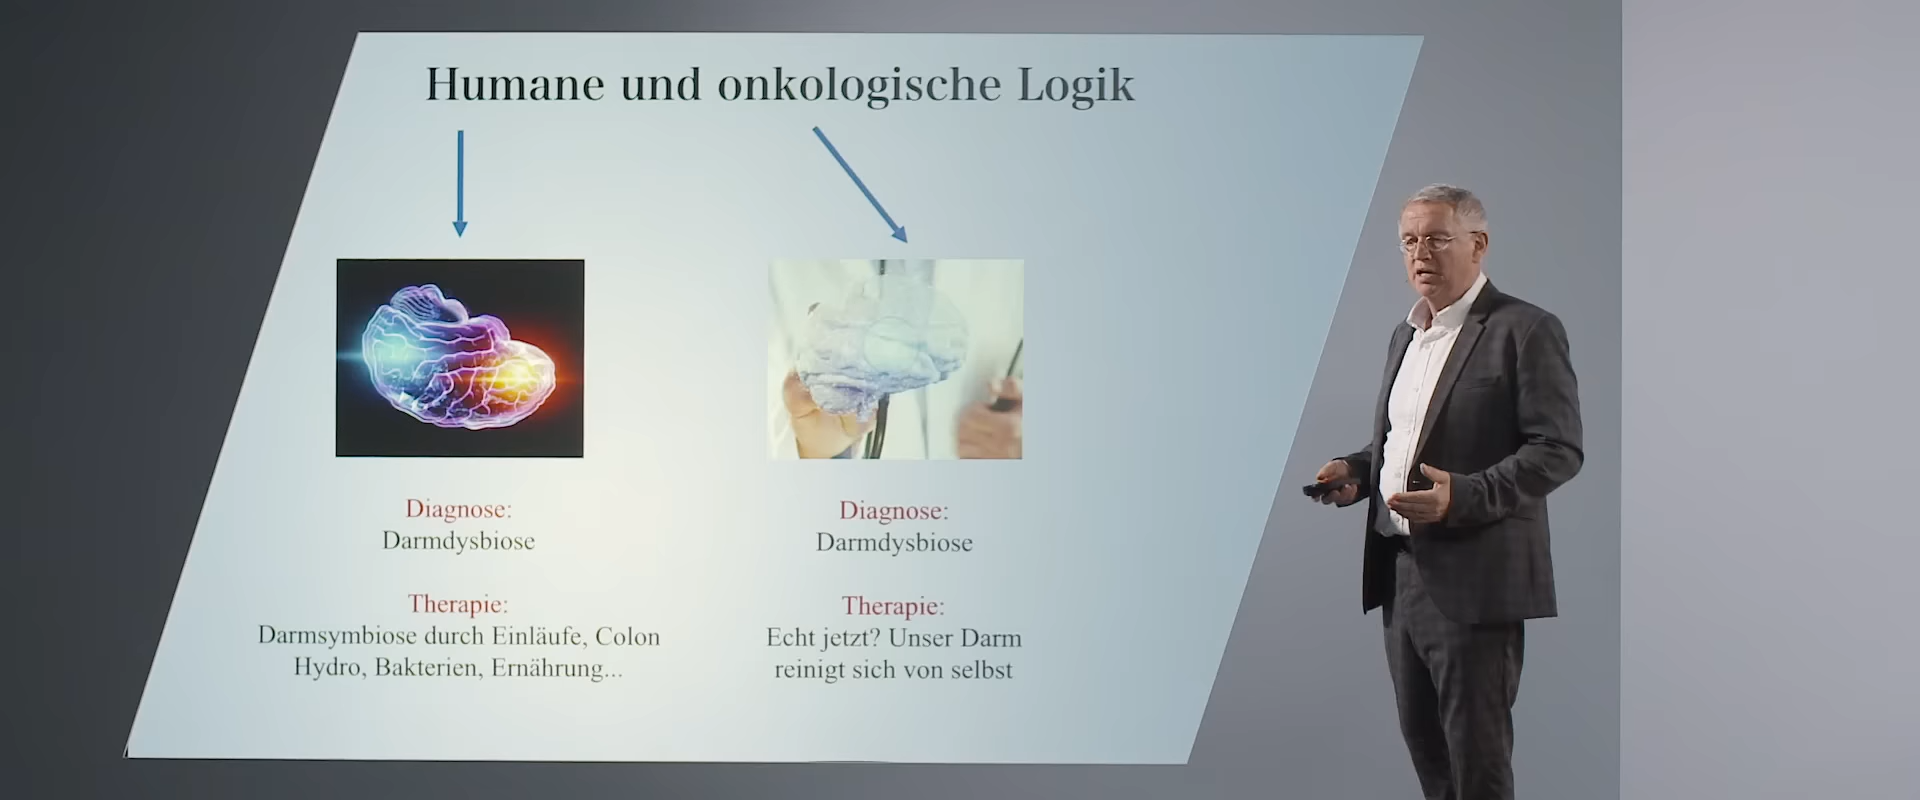 Humane und onkologische Logik
Diagnose:
Darmdysbiose
Therapie:
Darmsymbiose durch Einläufe, Colon
Hydro, Bakterien, Ernährung...
Diagnose:
Darmdysbiose
Therapie:
Echt jetzt? Unser Darm
reinigt sich von selbst